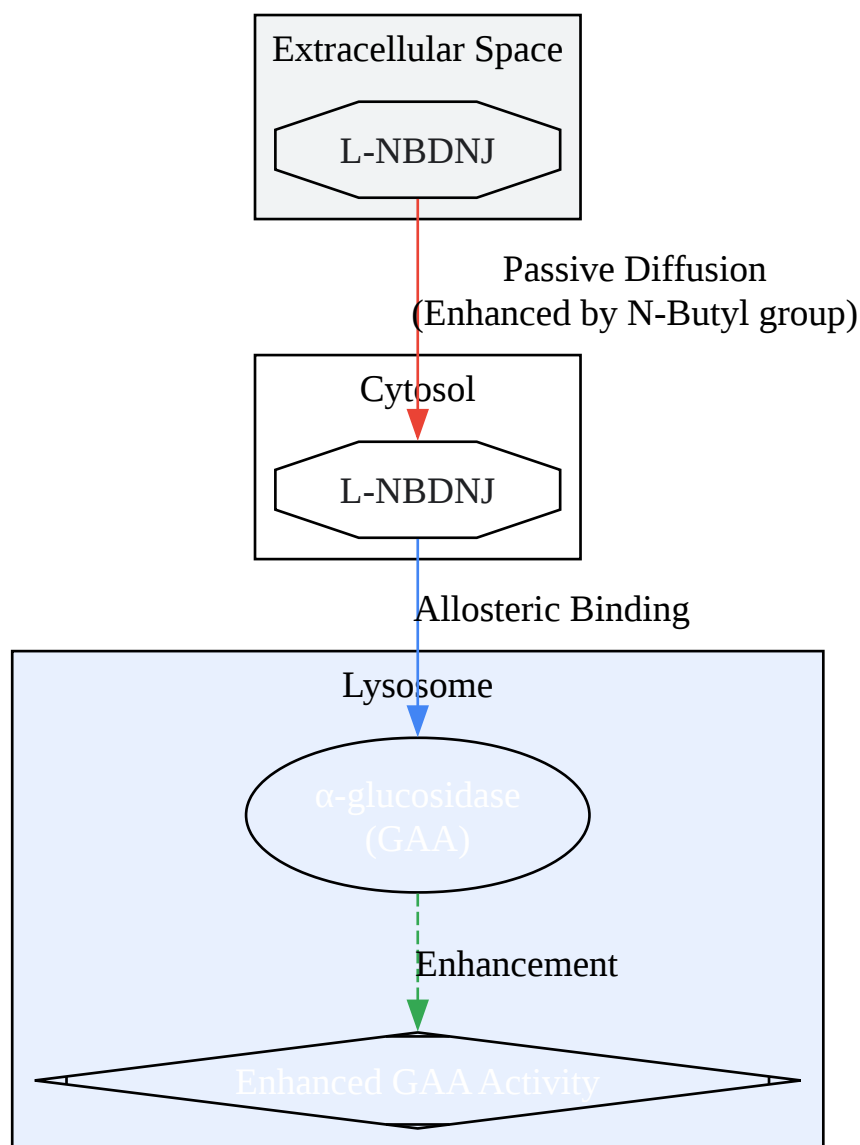 Extracellular Space
L-NBDNJ
Passive Diffusion
(Enhanced by N-Butyl group)
Cytosol
L-NBDNJ
Allosteric Binding
Lysosome
α-glucosidase
(GAA)
Enhancement
Enhanced GAA Activity